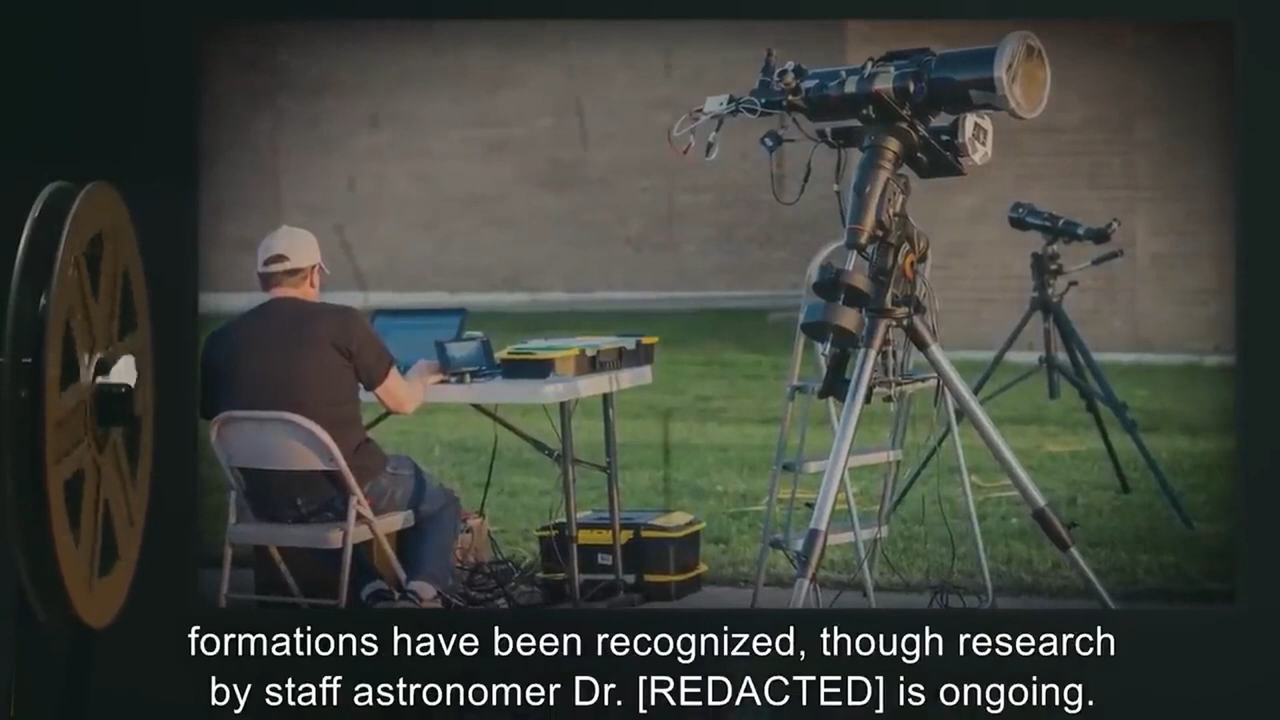 formations have been recognized, though research
by staff astronomer Dr. [REDACTED] is ongoing.